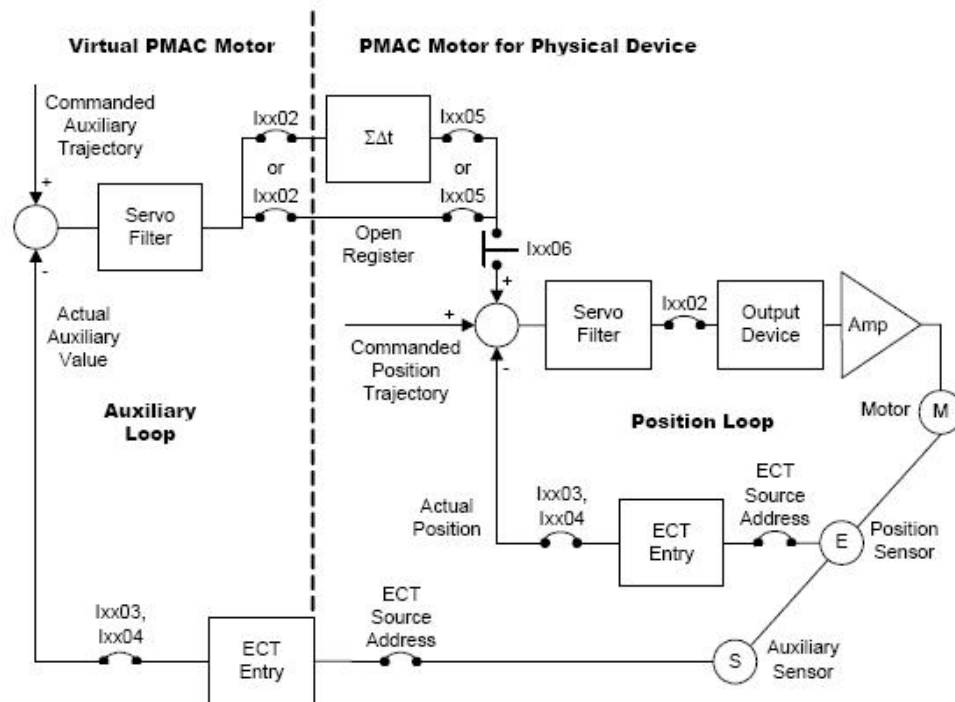 Virtual PMAC Motor
PMAC Motor for Physical Device
Commanded
Auxiliary
Trajectory
+
-
Servo
Filter
Ixx02
or
Ixx02
ΣΔt
Ixx05
or
Ixx05
Open
Register
Ixx06
+
+
-
Commanded
Position
Trajectory
Servo
Filter
Ixx02
Output
Device
Amp
Motor
M
Actual
Auxiliary
Value
Auxiliary
Loop
Position Loop
Actual
Position
Ixx03,
Ixx04
ECT
Entry
ECT
Source
Address
E
Position
Sensor
Ixx03,
Ixx04
ECT
Entry
ECT
Source
Address
S
Auxiliary
Sensor